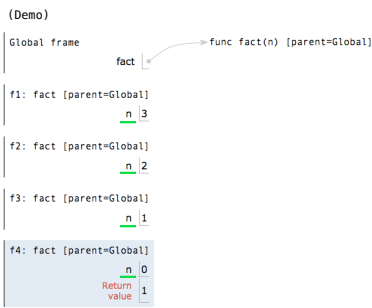 (Demo)
Global frame
func fact(n) [parent=Global]
fact
f1: fact [parent=Global]
n 3
f2: fact [parent=Global]
n 2
f3: fact [parent=Global]
n 1
f4: fact [parent=Global]
n 0
Return
value 1